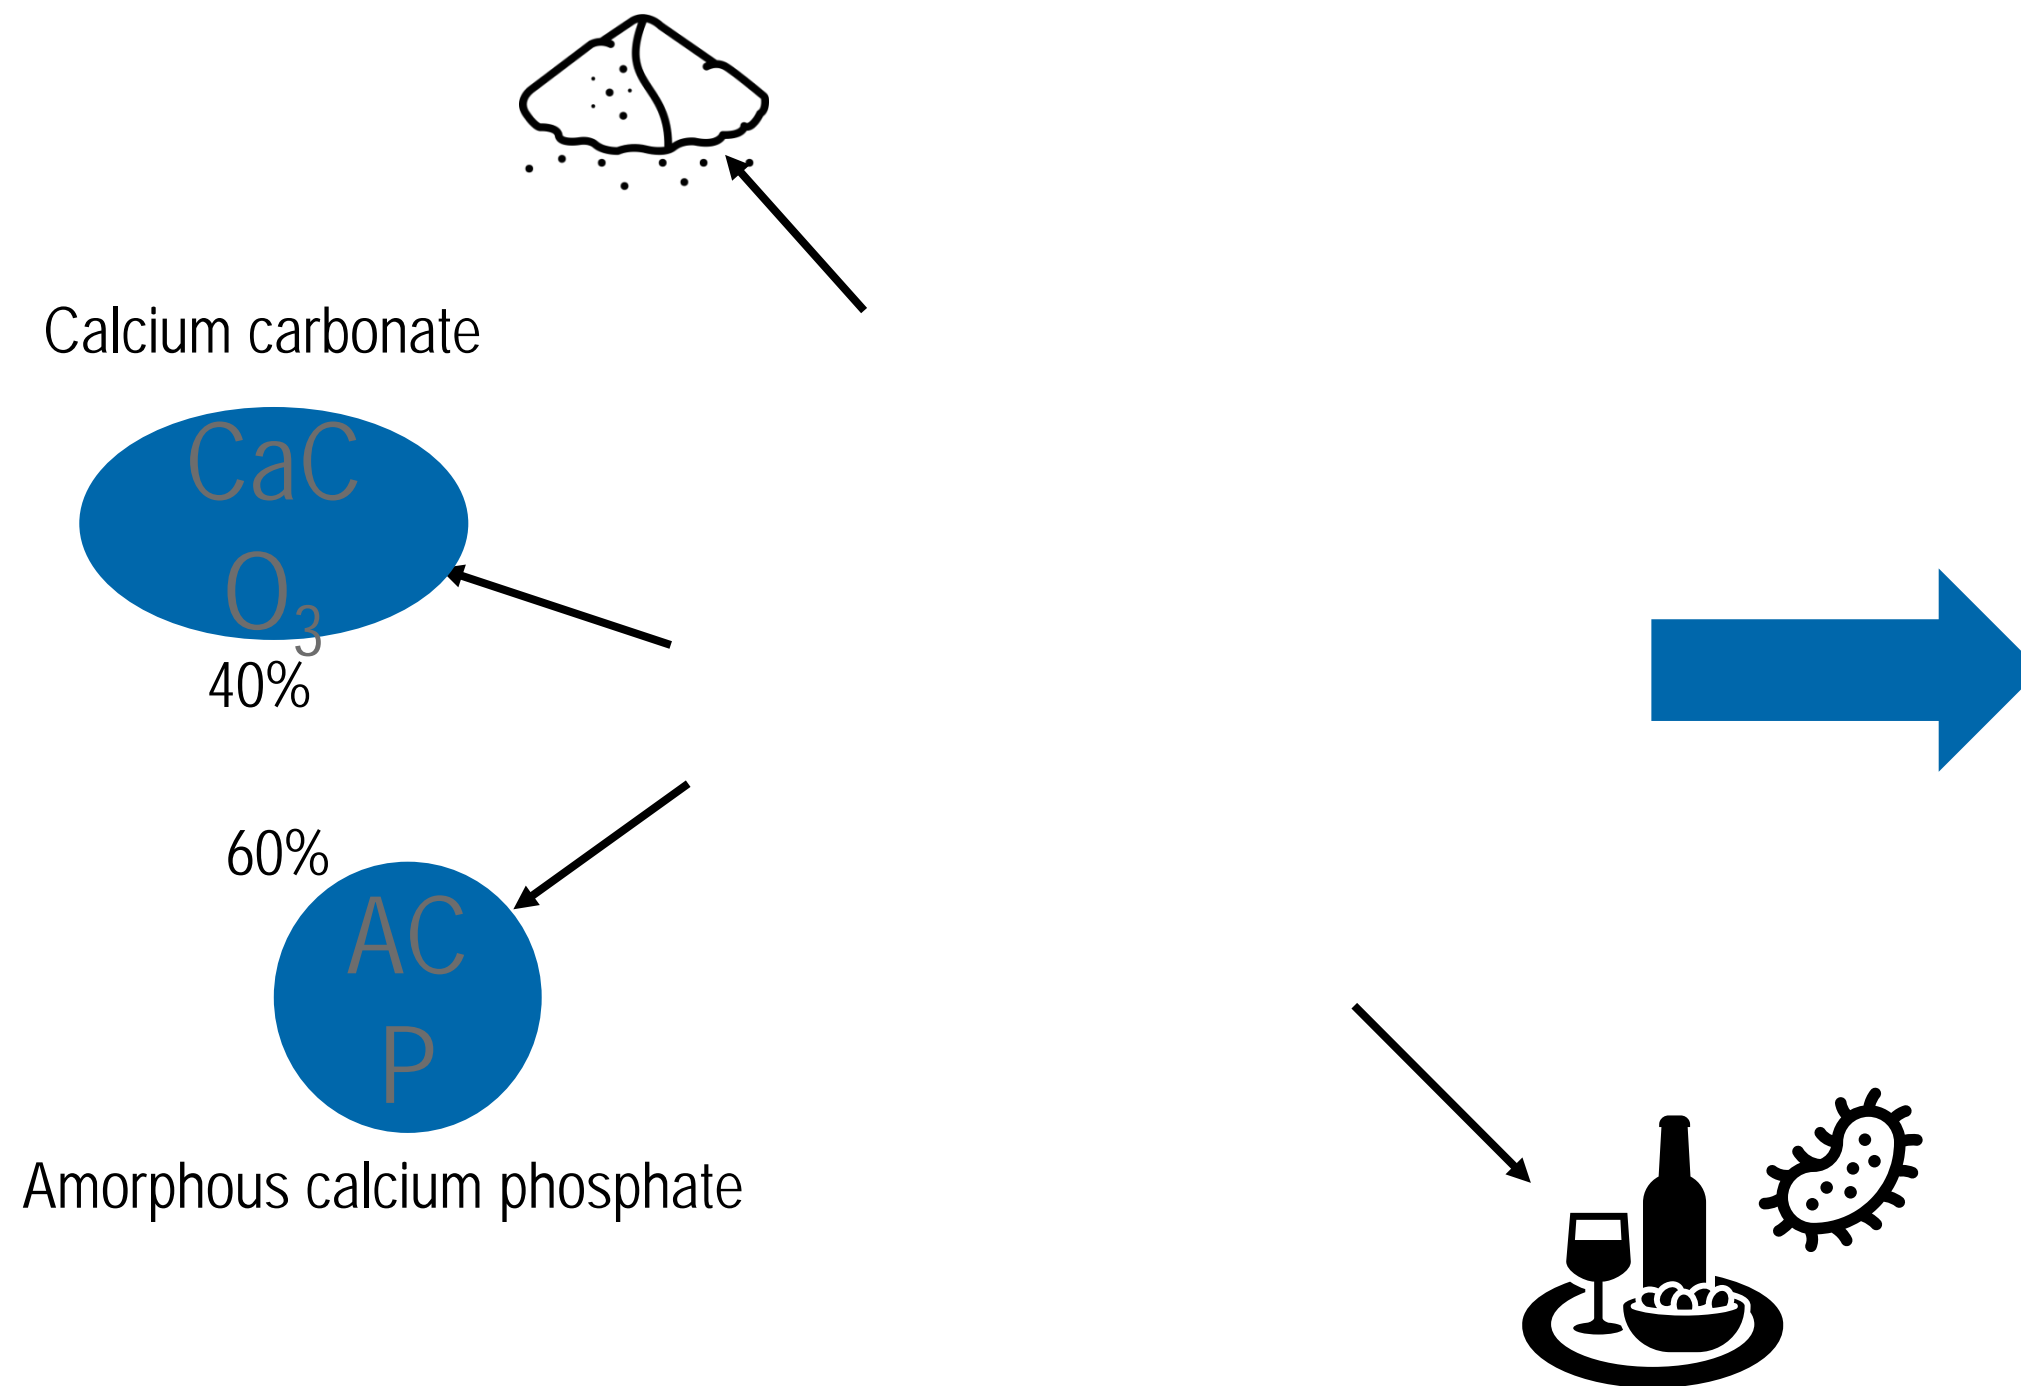 Calcium carbonate
CaC
O₃
40%
60%
AC
P
Amorphous calcium phosphate